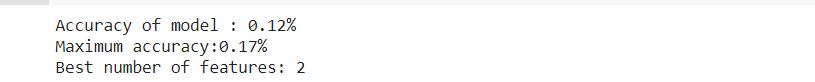 Accuracy of model : 0.12%
Maximum accuracy:0.17%
Best number of features: 2